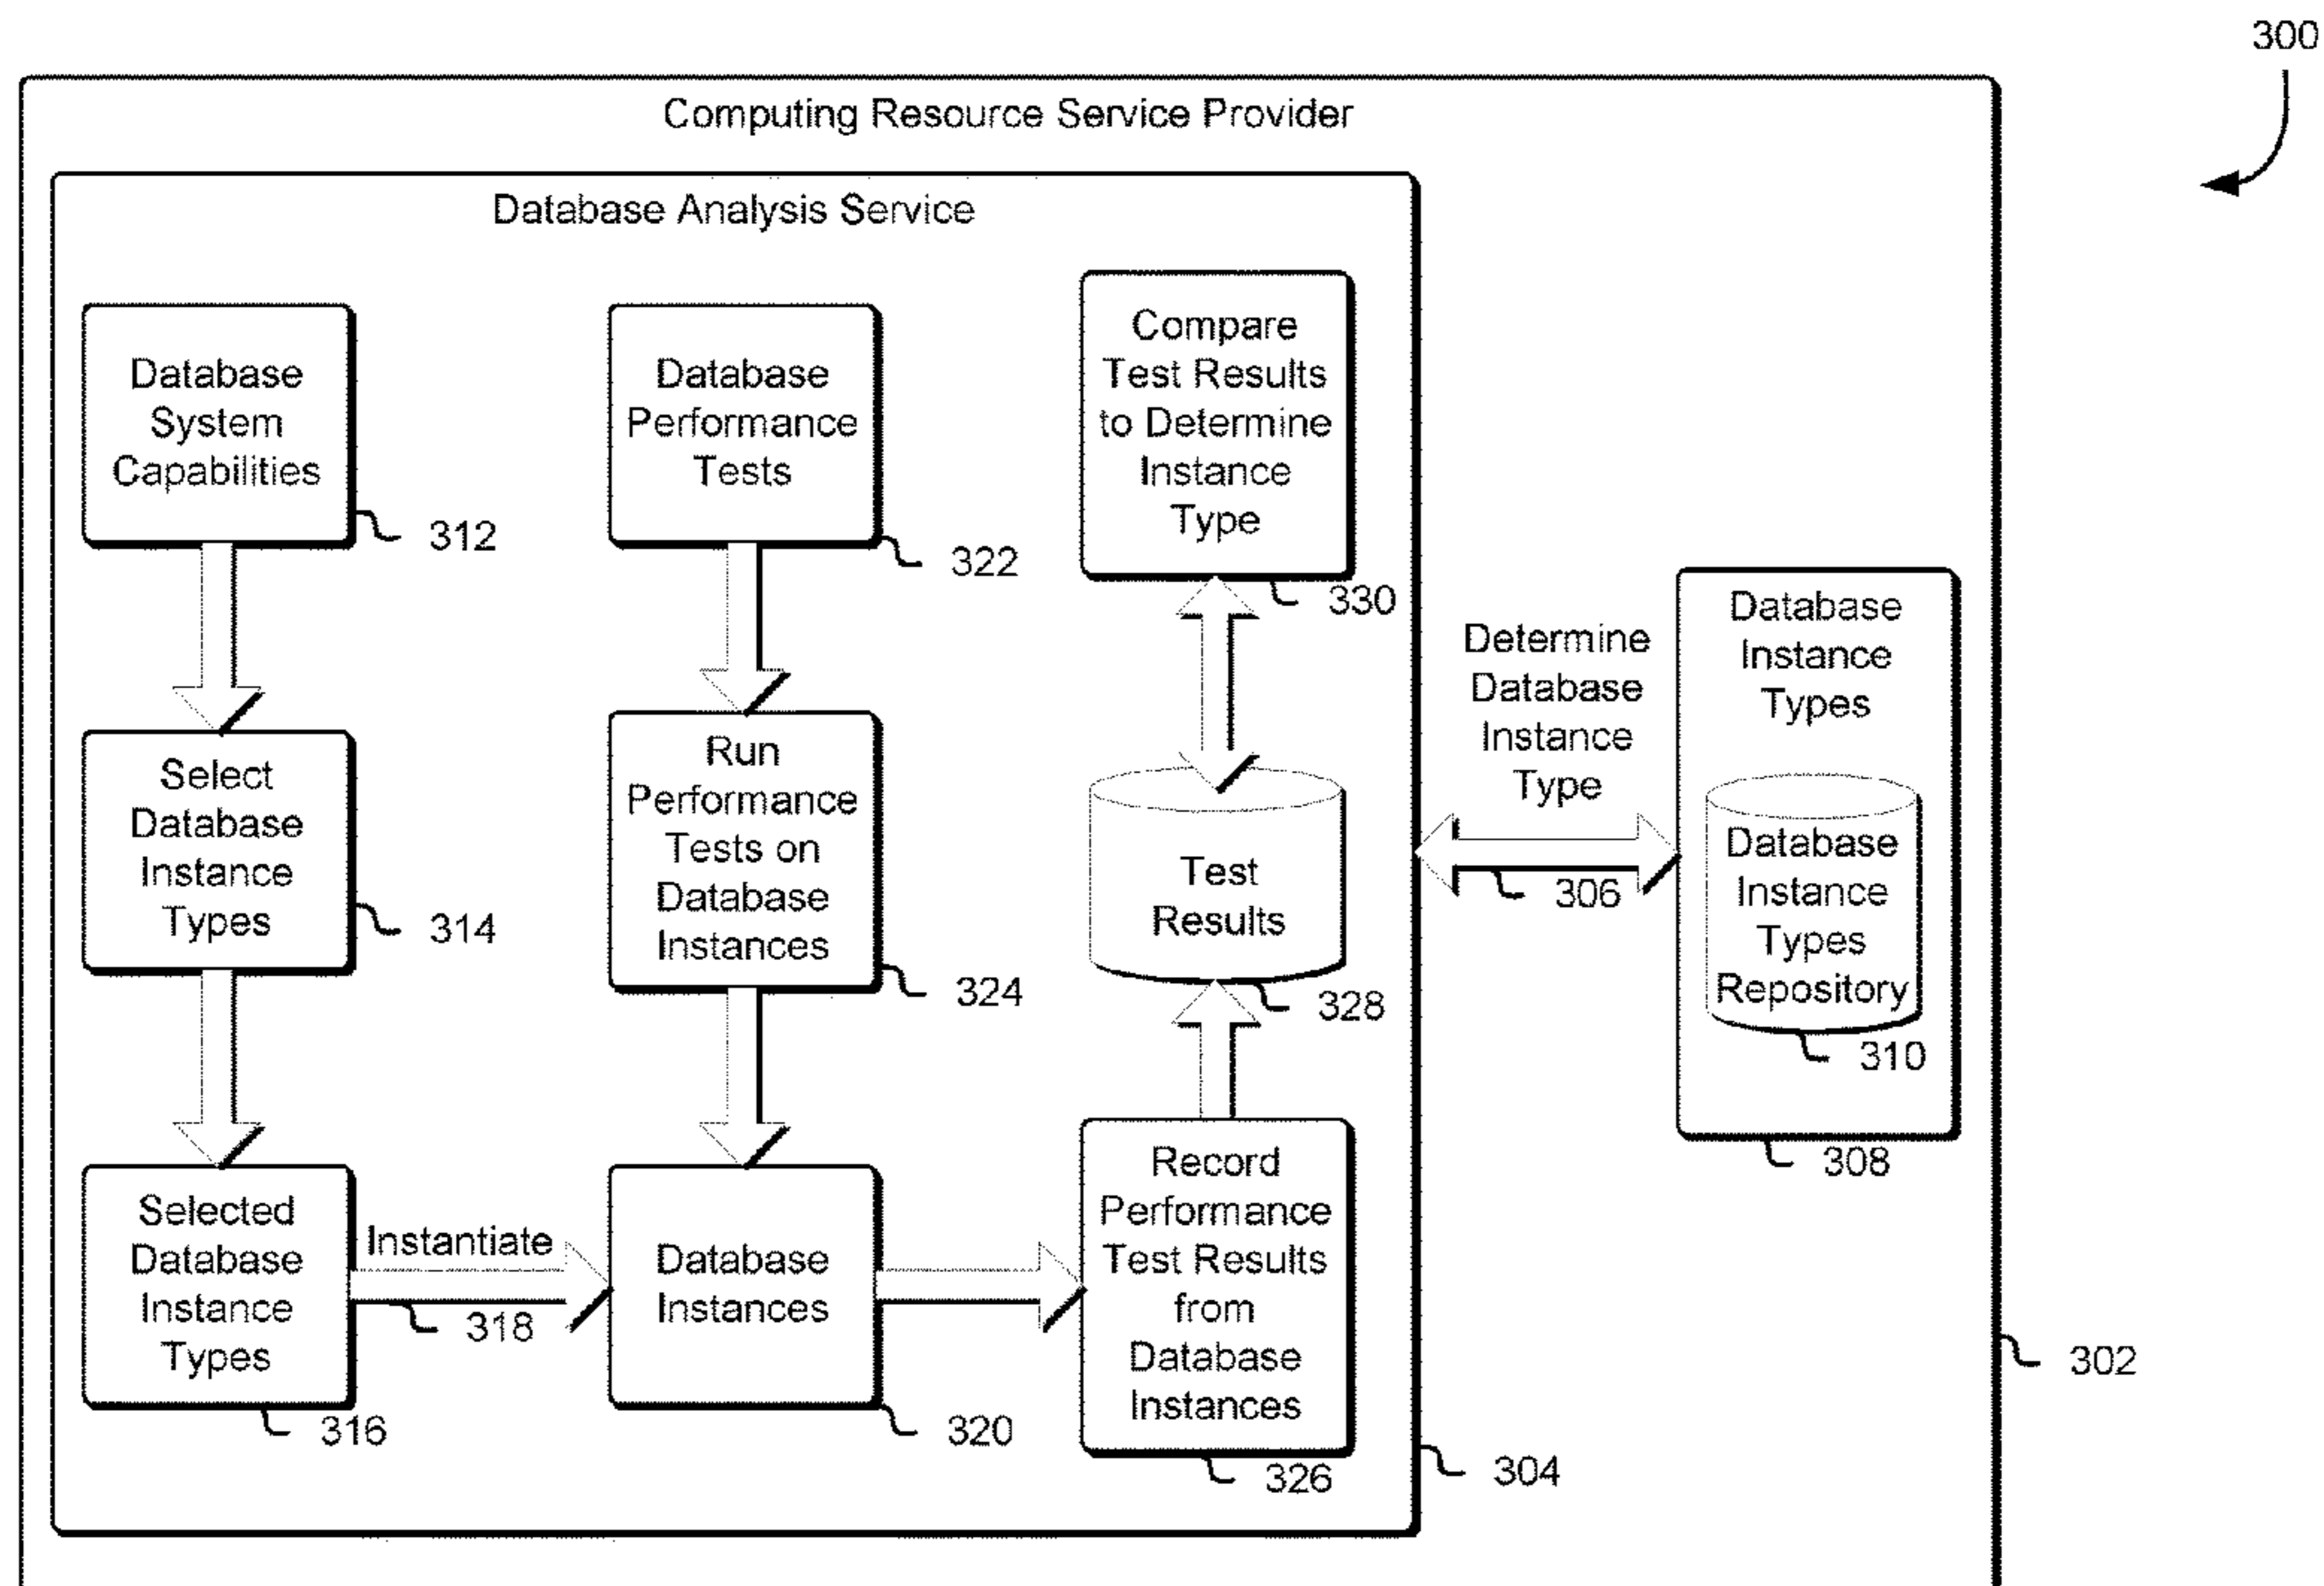 300
Computing Resource Service Provider
Database Analysis Service
Database
System
Capabilities
312
Database
Performance
Tests
322
Compare
Test Results
to Determine
Instance
Type
330
Select
Database
Instance
Types
314
Run
Performance
Tests on
Database
Instances
324
Test
Results
328
Determine
Database
Instance
Type
306
Database
Instance
Types
Database
Instance
Types
Repository
310
308
Selected
Database
Instance
Types
316
Instantiate
318
Database
Instances
320
Record
Performance
Test Results
from
Database
Instances
326
304
302